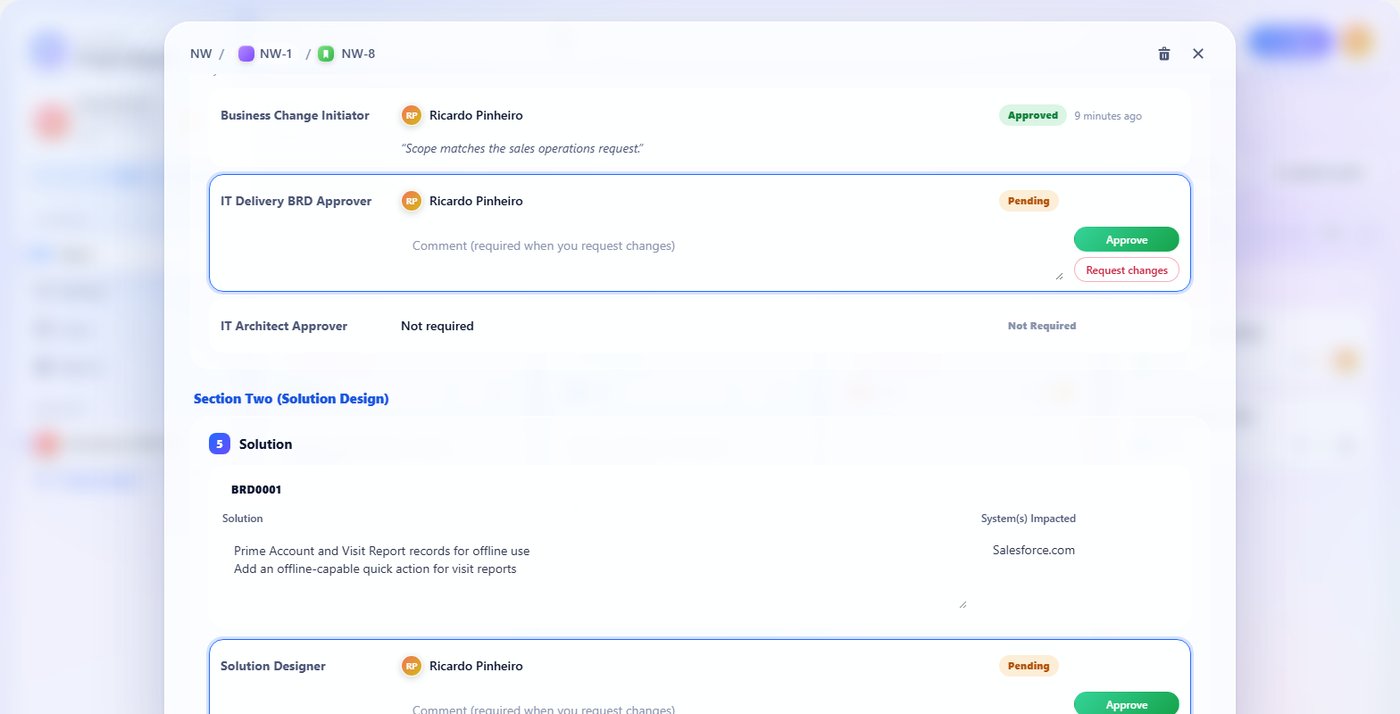 NW / NW-1 / NW-8
Business Change Initiator RP Ricardo Pinheiro Approved 9 minutes ago
“Scope matches the sales operations request.”
IT Delivery BRD Approver RP Ricardo Pinheiro Pending
Comment (required when you request changes) Approve
Request changes
IT Architect Approver Not required Not Required
Section Two (Solution Design)
5 Solution
BRD0001
Solution System(s) Impacted
Prime Account and Visit Report records for offline use Salesforce.com
Add an offline-capable quick action for visit reports
Solution Designer RP Ricardo Pinheiro Pending
Comment (required when you request changes) Approve